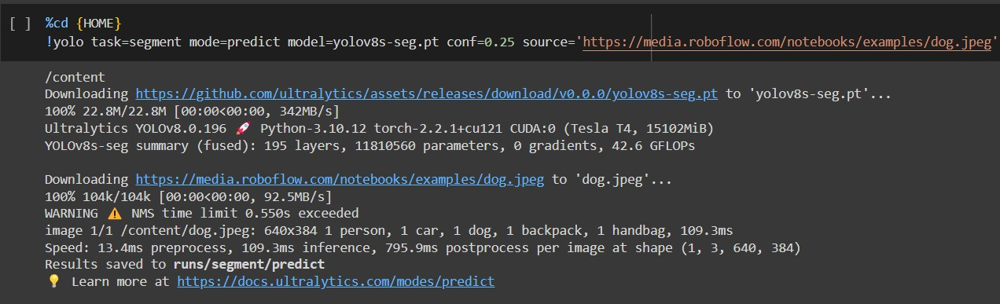 [ ] %cd {HOME}
!yolo task=segment mode=predict model=yolov8s-seg.pt conf=0.25 source='https://media.roboflow.com/notebooks/examples/dog.jpeg'
/content
Downloading https://github.com/ultralytics/assets/releases/download/v0.0.0/yolov8s-seg.pt to 'yolov8s-seg.pt'...
100% 22.8M/22.8M [00:00<00:00, 342MB/s]
Ultralytics YOLOv8.0.196 🚀 Python-3.10.12 torch-2.2.1+cu121 CUDA:0 (Tesla T4, 15102MiB)
YOLOv8s-seg summary (fused): 195 layers, 11810560 parameters, 0 gradients, 42.6 GFLOPs
Downloading https://media.roboflow.com/notebooks/examples/dog.jpeg to 'dog.jpeg'...
100% 104k/104k [00:00<00:00, 92.5MB/s]
WARNING ⚠️ NMS time limit 0.550s exceeded
image 1/1 /content/dog.jpeg: 640x384 1 person, 1 car, 1 dog, 1 backpack, 1 handbag, 109.3ms
Speed: 13.4ms preprocess, 109.3ms inference, 795.9ms postprocess per image at shape (1, 3, 640, 384)
Results saved to runs/segment/predict
💡 Learn more at https://docs.ultralytics.com/modes/predict